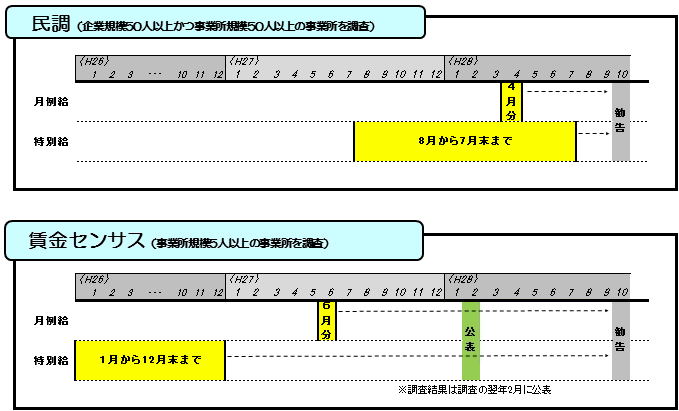 民調（企業規模50人以上かつ事業所規模50人以上の事業所を調査）
〈H26〉 〈H27〉 〈H28〉
1 2 3 ･･･ 10 11 12 1 2 3 4 5 6 7 8 9 10 11 12 1 2 3 4 5 6 7 8 9 10
月例給 4月分
特別給 8月から7月末まで
勧告
賃金センサス（事業所規模5人以上の事業所を調査）
〈H26〉 〈H27〉 〈H28〉
1 2 3 ･･･ 10 11 12 1 2 3 4 5 6 7 8 9 10 11 12 1 2 3 4 5 6 7 8 9 10
月例給 6月分
特別給 1月から12月末まで
公表
勧告
※調査結果は調査の翌年2月に公表